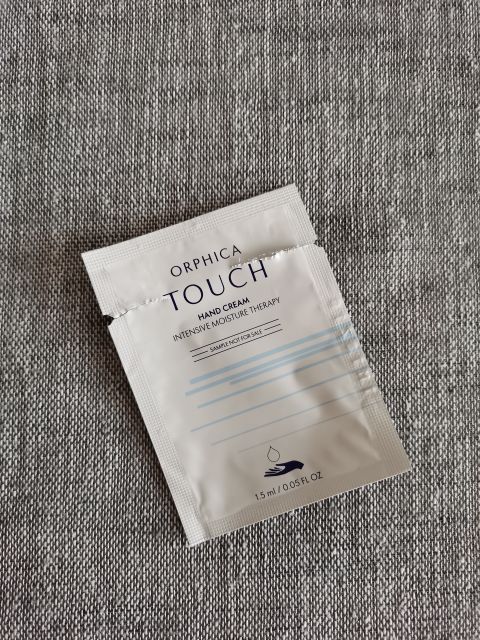 ORPHICA
TOUCH
HAND CREAM
INTENSIVE MOISTURE THERAPY
SAMPLE NOT FOR SALE
1.5 ml / 0.05 FL OZ